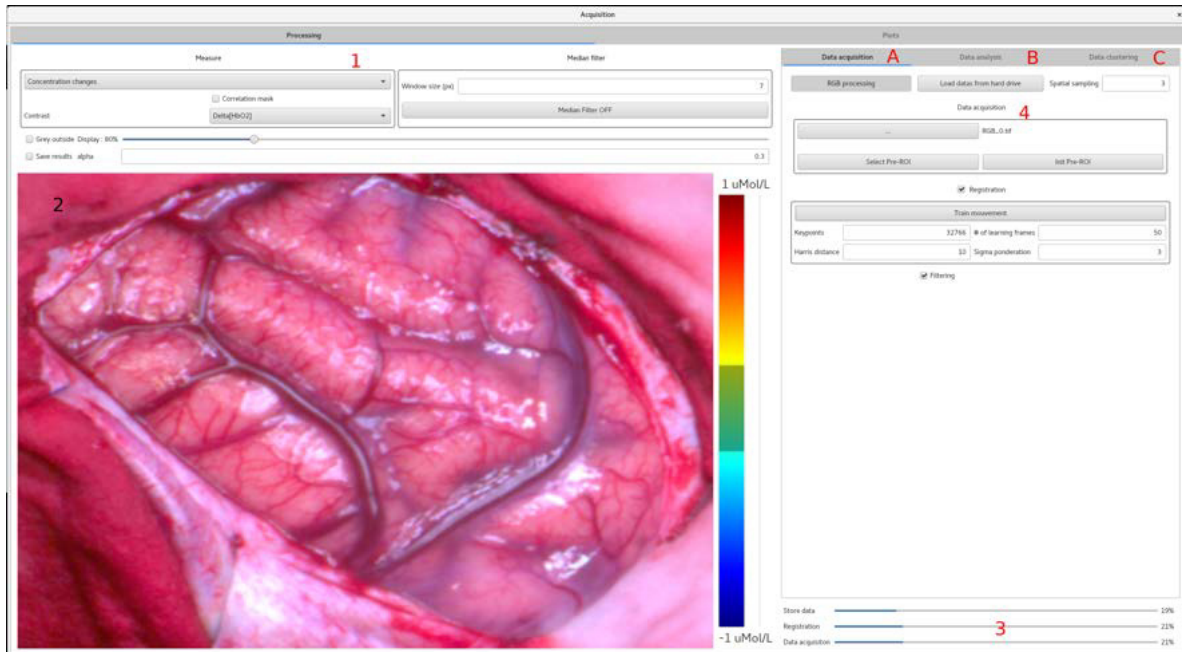 Acquisition ×
Processing Plots
Measure 1 Median filter
Concentration changes
Correlation mask
Contrast Delta[HbO2]
Window size (px) 7
Median Filter OFF
Grey outside Display : 80%
Save results alpha 0.3
2
1 uMol/L
-1 uMol/L
Data acquisition A Data analysis B Data clustering C
RGB processing Load datas from hard drive Spatial sampling 3
Data acquisition 4
... RGB_0.tif
Select Pre-ROI Init Pre-ROI
Registration
Train mouvement
Keypoints 32766 # of learning frames 50
Harris distance 10 Sigma ponderation 3
Filtering
Store data 19%
Registration 3 21%
Data acquisition 21%